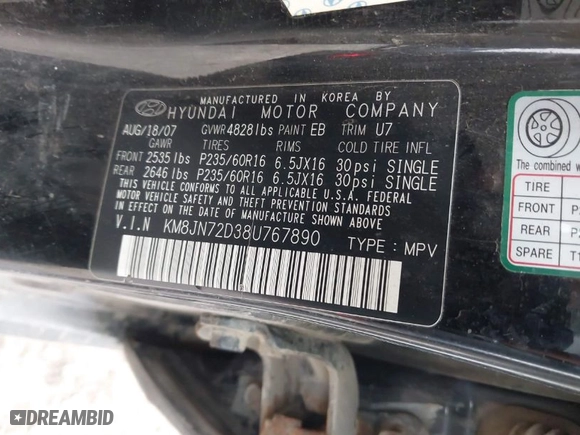 MANUFACTURED IN KOREA BY
HYUNDAI MOTOR COMPANY
AUG/18/07 GVWR 4828lbs PAINT EB TRIM U7
GAWR TIRES RIMS COLD TIRE INFL
FRONT 2535lbs P235/60R16 6.5JX16 30psi SINGLE
REAR 2646lbs P235/60R16 6.5JX16 30psi SINGLE
THIS VEHICLE CONFORMS TO ALL APPLICABLE U.S.A. FEDERAL
MOTOR VEHICLE SAFETY AND THEFT PREVENTION STANDARDS
IN EFFECT ON THE DATE OF MANUFACTURE SHOWN ABOVE.
V.I.N KM8JN72D38U767890 TYPE : MPV
The combined w
TIRE
FRONT P
REAR P
SPARE T1
DREAMBID